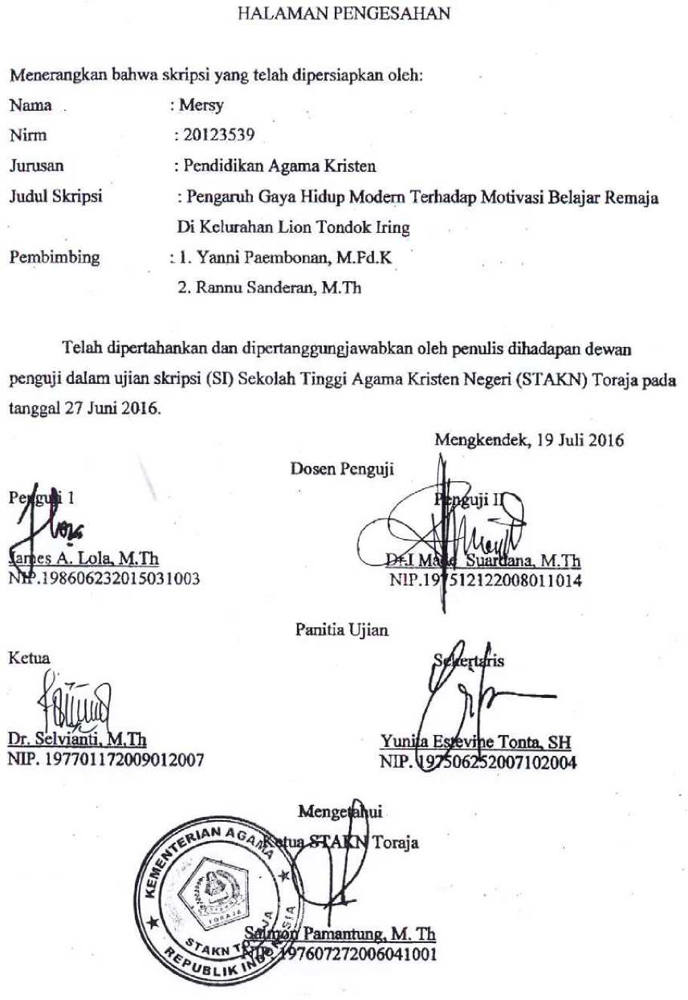 HALAMAN PENGESAHAN
Menerangkan bahwa skripsi yang telah dipersiapkan oleh:
Nama : Mersy
Nirm : 20123539
Jurusan : Pendidikan Agama Kristen
Judul Skripsi : Pengaruh Gaya Hidup Modern Terhadap Motivasi Belajar Remaja
Di Kelurahan Lion Tondok Iring
Pembimbing : 1. Yanni Paembonan, M.Pd.K
2. Rannu Sanderan, M.Th
Telah dipertahankan dan dipertanggungjawabkan oleh penulis dihadapan dewan
penguji dalam ujian skripsi (SI) Sekolah Tinggi Agama Kristen Negeri (STAKN) Toraja pada
tanggal 27 Juni 2016.
Mengkendek, 19 Juli 2016
Dosen Penguji
Penguji 1 Penguji II
James A. Lola, M.Th Dr.I Made Suardana, M.Th
NIP.198606232015031003 NIP.197512122008011014
Panitia Ujian
Ketua Sekertaris
Dr. Selvianti, M.Th Yunita Estevine Tonta, SH
NIP. 197701172009012007 NIP. 197506252007102004
Mengetahui
Ketua STAKN Toraja
KEMENTERIAN AGAMA
TORAJA
STAKN TORAJA
REPUBLIK INDONESIA
Salmon Pamantung, M. Th
NIP. 197607272006041001